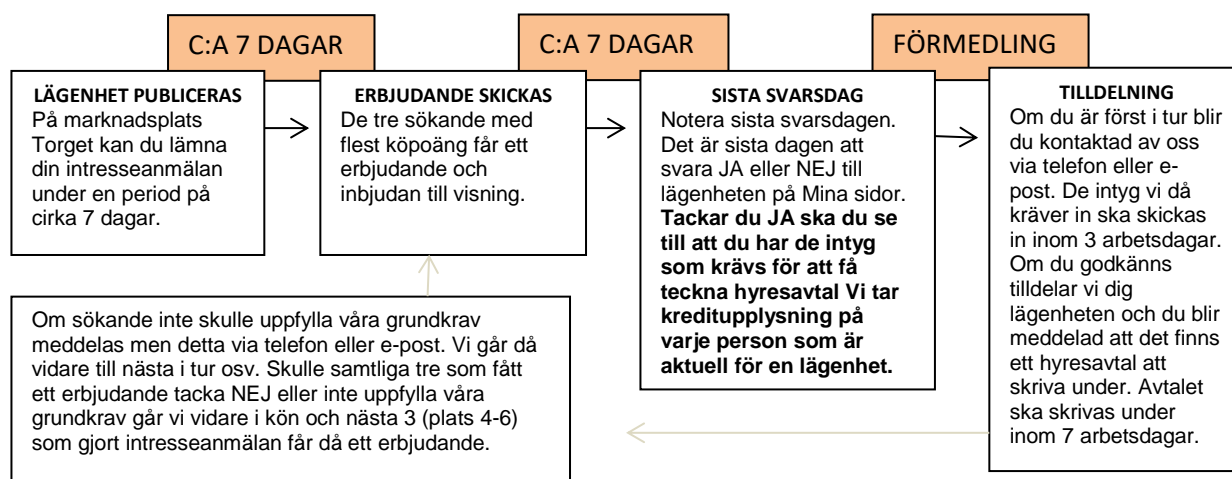 C:A 7 DAGAR
C:A 7 DAGAR
FÖRMEDLING
LÄGENHET PUBLICERAS
På marknadsplats
Torget kan du lämna
din intresseanmälan
under en period på
cirka 7 dagar.
ERBJUDANDE SKICKAS
De tre sökande med
flest köpoäng får ett
erbjudande och
inbjudan till visning.
SISTA SVARSDAG
Notera sista svarsdagen.
Det är sista dagen att
svara JA eller NEJ till
lägenheten på Mina sidor.
Tackar du JA ska du se
till att du har de intyg
som krävs för att få
teckna hyresavtal Vi tar
kreditupplysning på
varje person som är
aktuell för en lägenhet.
TILLDELNING
Om du är först i tur blir
du kontaktad av oss
via telefon eller e-
post. De intyg vi då
kräver in ska skickas
in inom 3 arbetsdagar.
Om du godkänns
tilldelar vi dig
lägenheten och du blir
meddelad att det finns
ett hyresavtal att
skriva under. Avtalet
ska skrivas under
inom 7 arbetsdagar.
Om sökande inte skulle uppfylla våra grundkrav
meddelas men detta via telefon eller e-post. Vi går då
vidare till nästa i tur osv. Skulle samtliga tre som fått
ett erbjudande tacka NEJ eller inte uppfylla våra
grundkrav går vi vidare i kön och nästa 3 (plats 4-6)
som gjort intresseanmälan får då ett erbjudande.